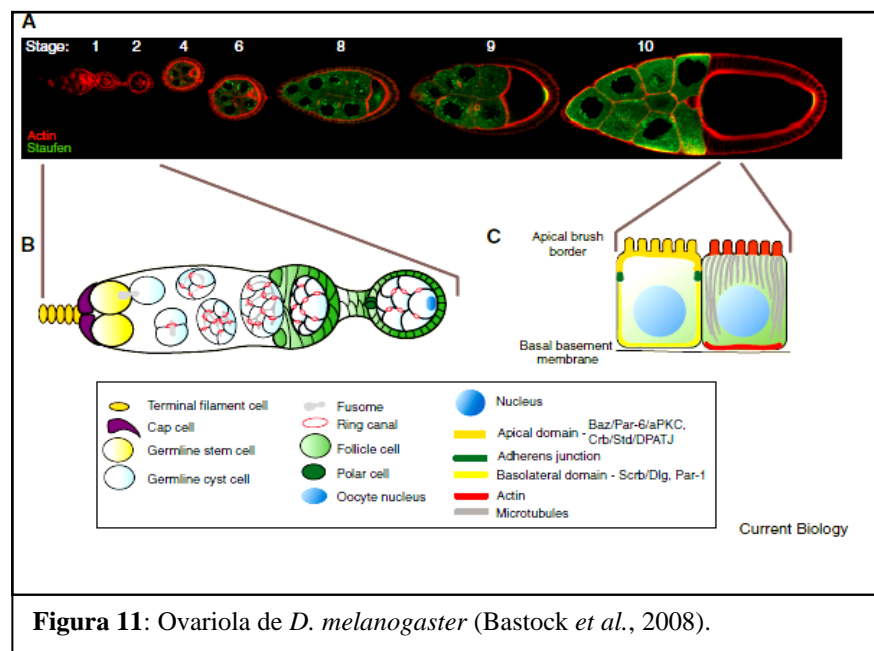 A
Stage: 1 2 4 6 8 9 10
Actin
Staufen
B
C
Apical brush
border
Basal basement
membrane
Terminal filament cell
Cap cell
Germline stem cell
Germline cyst cell
Fusome
Ring canal
Follicle cell
Polar cell
Oocyte nucleus
Nucleus
Apical domain - Baz/Par-6/aPKC,
Crb/Std/DPATJ
Adherens junction
Basolateral domain - Scrb/Dlg, Par-1
Actin
Microtubules
Current Biology
Figura 11: Ovariola de D. melanogaster (Bastock et al., 2008).